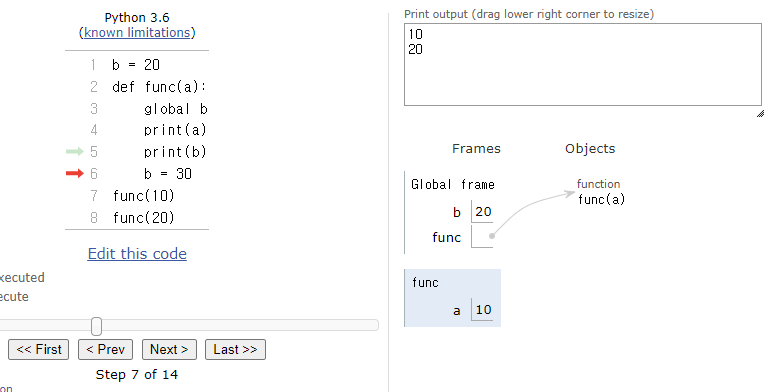 Python 3.6
(known limitations)
1 b = 20
2 def func(a):
3 global b
4 print(a)
5 print(b)
6 b = 30
7 func(10)
8 func(20)
Edit this code
xecuted
ecute
<< First < Prev Next > Last >>
Step 7 of 14
on
Print output (drag lower right corner to resize)
10
20
Frames Objects
Global frame
b 20
func
function
func(a)
func
a 10